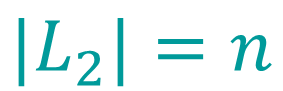 |L₂| = n